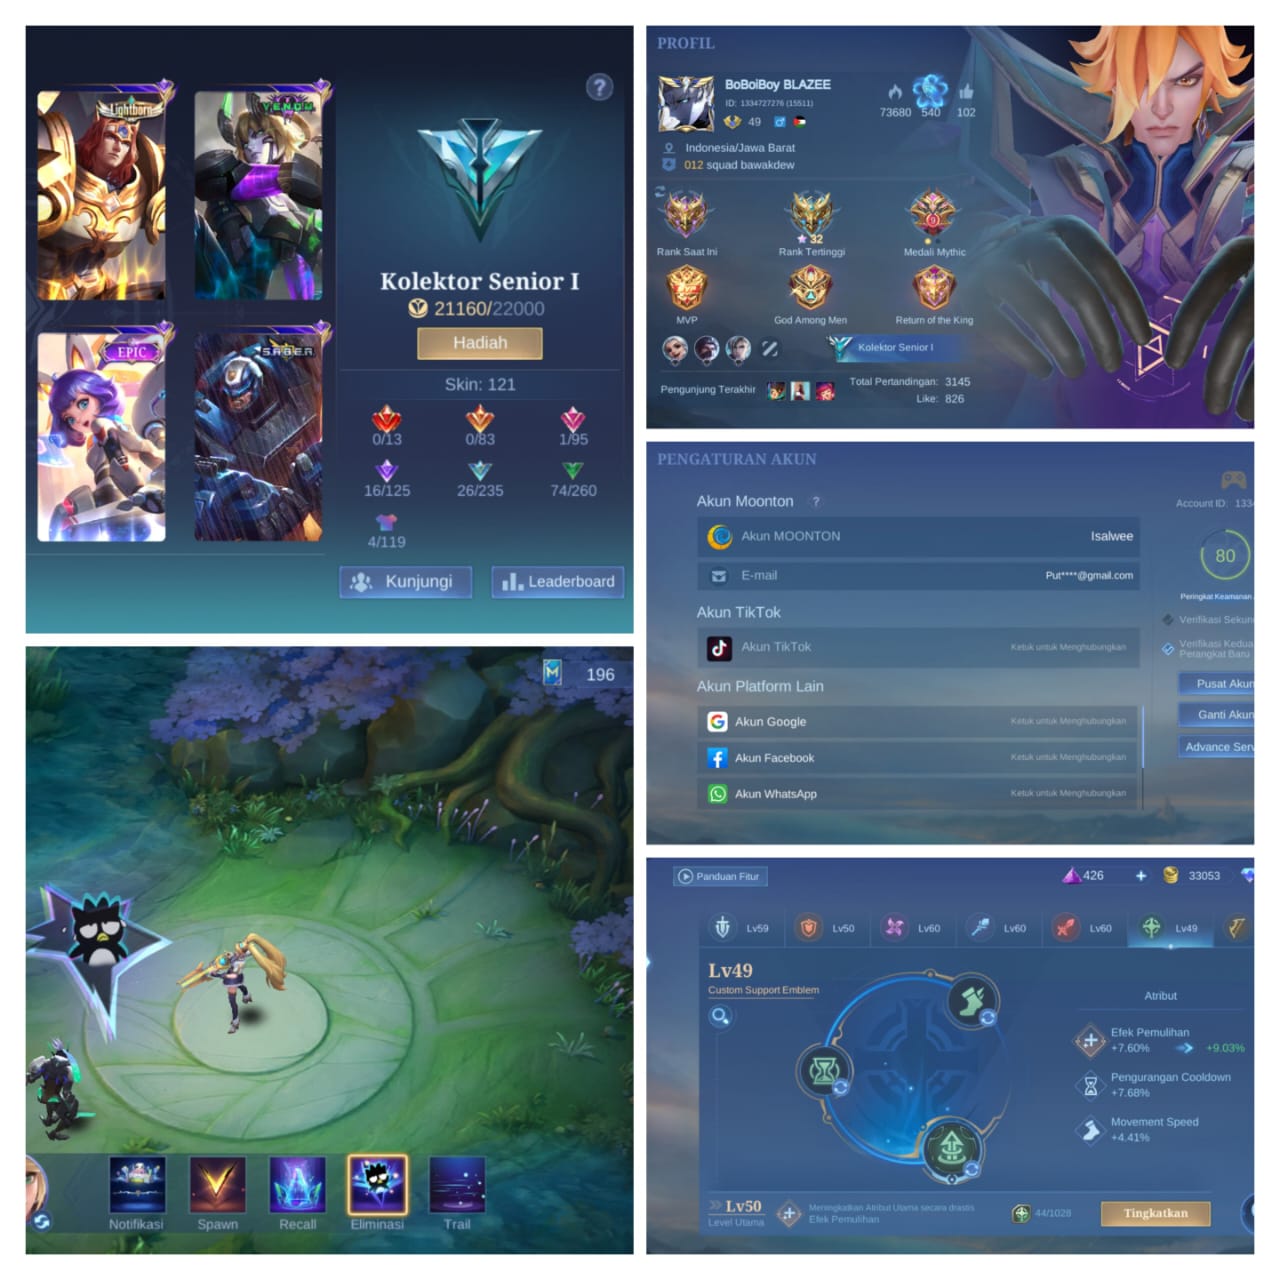 Lightborn
V.E.N.O.M.
EPIC
S.A.B.E.R.
?
Kolektor Senior I
21160/22000
Hadiah
Skin: 121
0/13
0/83
1/95
16/125
26/235
74/260
4/119
Kunjungi
Leaderboard
PROFIL
BoBoiBoy BLAZEE
ID: 1334727276 (15511)
49
73680
540
102
Indonesia/Jawa Barat
012 squad bawakdew
Rank Saat Ini
32
Rank Tertinggi
9
Medali Mythic
MVP
God Among Men
Return of the King
Kolektor Senior I
Pengunjung Terakhir
Total Pertandingan: 3145
Like: 826
PENGATURAN AKUN
Akun Moonton ?
Akun MOONTON Isalwee
E-mail Put****@gmail.com
Akun TikTok
Akun TikTok Ketuk untuk Menghubungkan
Akun Platform Lain
Akun Google Ketuk untuk Menghubungkan
Akun Facebook Ketuk untuk Menghubungkan
Akun WhatsApp Ketuk untuk Menghubungkan
Account ID: 133
80
Peringkat Keamanan
Verifikasi Sekun
Verifikasi Kedua
Perangkat Baru
Pusat Akun
Ganti Akun
Advance Serv
M 196
Notifikasi
Spawn
Recall
Eliminasi
Trail
Panduan Fitur
426
33053
Lv59
Lv50
Lv60
Lv60
Lv60
Lv49
Lv49
Custom Support Emblem
Atribut
Efek Pemulihan
+7.60% +9.03%
Pengurangan Cooldown
+7.68%
Movement Speed
+4.41%
Lv50
Level Utama
Meningkatkan Atribut Utama secara drastis
Efek Pemulihan
44/1028
Tingkatkan